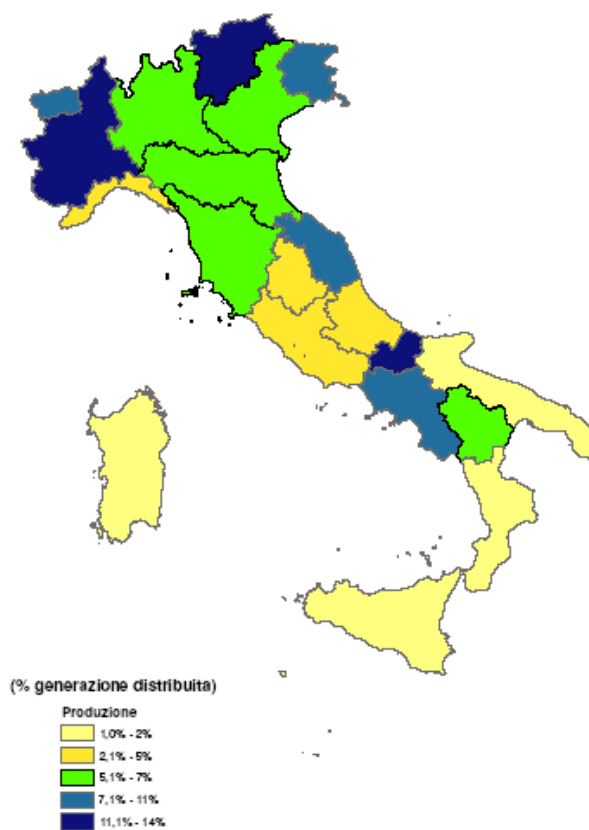 (% generazione distribuita)
Produzione
1,0% - 2%
2,1% - 5%
5,1% - 7%
7,1% - 11%
11,1% - 14%